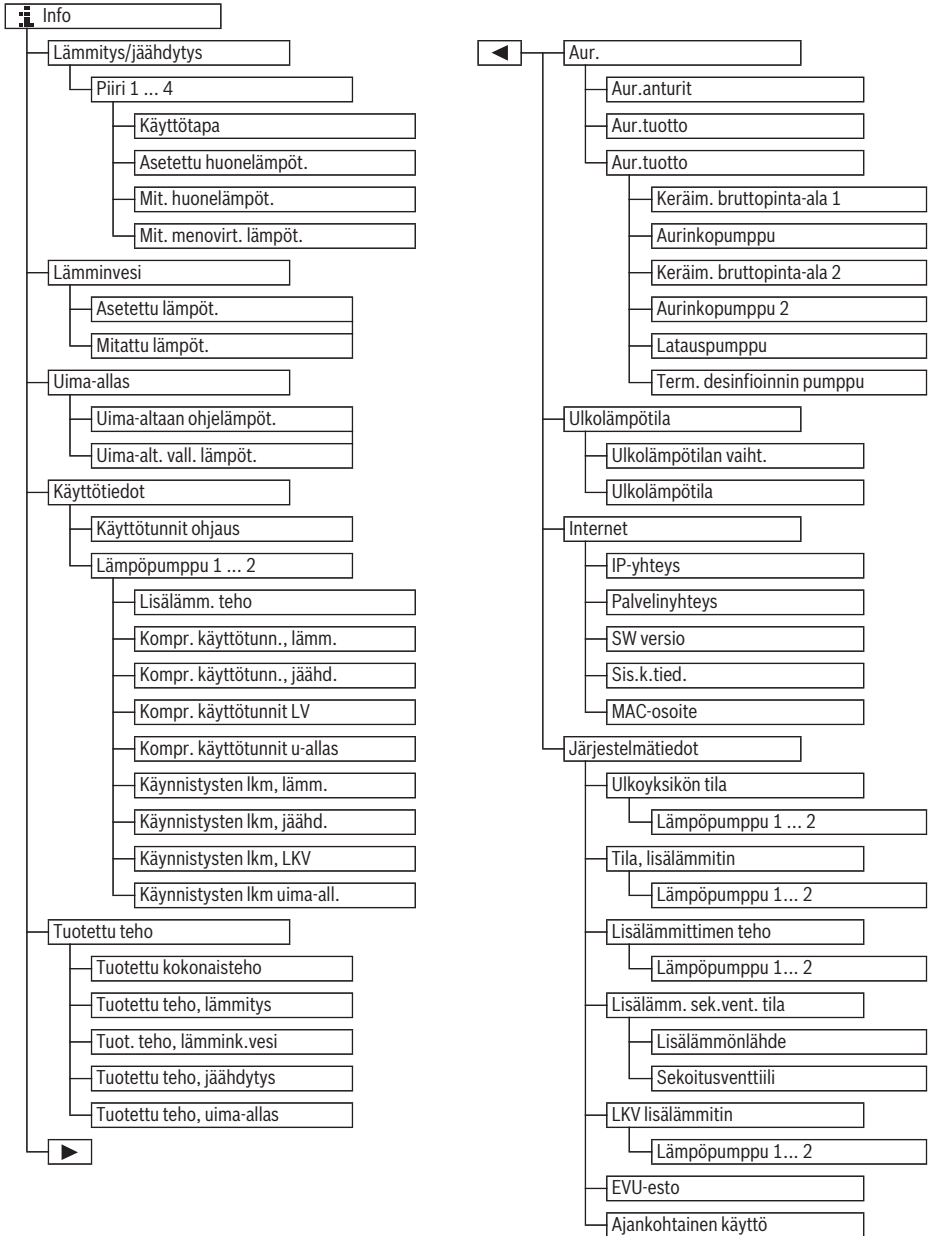 Info
Lämmitys/jäähdytys
Piiri 1 ... 4
Käyttötapa
Asetettu huonelämpöt.
Mit. huonelämpöt.
Mit. menovirt. lämpöt.
Lämminvesi
Asetettu lämpöt.
Mitattu lämpöt.
Uima-allas
Uima-altaan ohjelämpöt.
Uima-alt. vall. lämpöt.
Käyttötiedot
Käyttötunnit ohjaus
Lämpöpumppu 1 ... 2
Lisälämm. teho
Kompr. käyttötunn., lämm.
Kompr. käyttötunn., jäähd.
Kompr. käyttötunnit LV
Kompr. käyttötunnit u-allas
Käynnistysten lkm, lämm.
Käynnistysten lkm, jäähd.
Käynnistysten lkm, LKV
Käynnistysten lkm uima-all.
Tuotettu teho
Tuotettu kokonaisteho
Tuotettu teho, lämmitys
Tuot. teho, lämmink.vesi
Tuotettu teho, jäähdytys
Tuotettu teho, uima-allas
Aur.
Aur.anturit
Aur.tuotto
Aur.tuotto
Keräim. bruttopinta-ala 1
Aurinkopumppu
Keräim. bruttopinta-ala 2
Aurinkopumppu 2
Latauspumppu
Term. desinfioinnin pumppu
Ulkolämpötila
Ulkolämpötilan vaiht.
Ulkolämpötila
Internet
IP-yhteys
Palvelinyhteys
SW versio
Sis.k.tied.
MAC-osoite
Järjestelmätiedot
Ulkoyksikön tila
Lämpöpumppu 1 ... 2
Tila, lisälämmitin
Lämpöpumppu 1... 2
Lisälämmittimen teho
Lämpöpumppu 1... 2
Lisälämm. sek.vent. tila
Lisälämmönlähde
Sekoitusventtiili
LKV lisälämmitin
Lämpöpumppu 1... 2
EVU-esto
Ajankohtainen käyttö